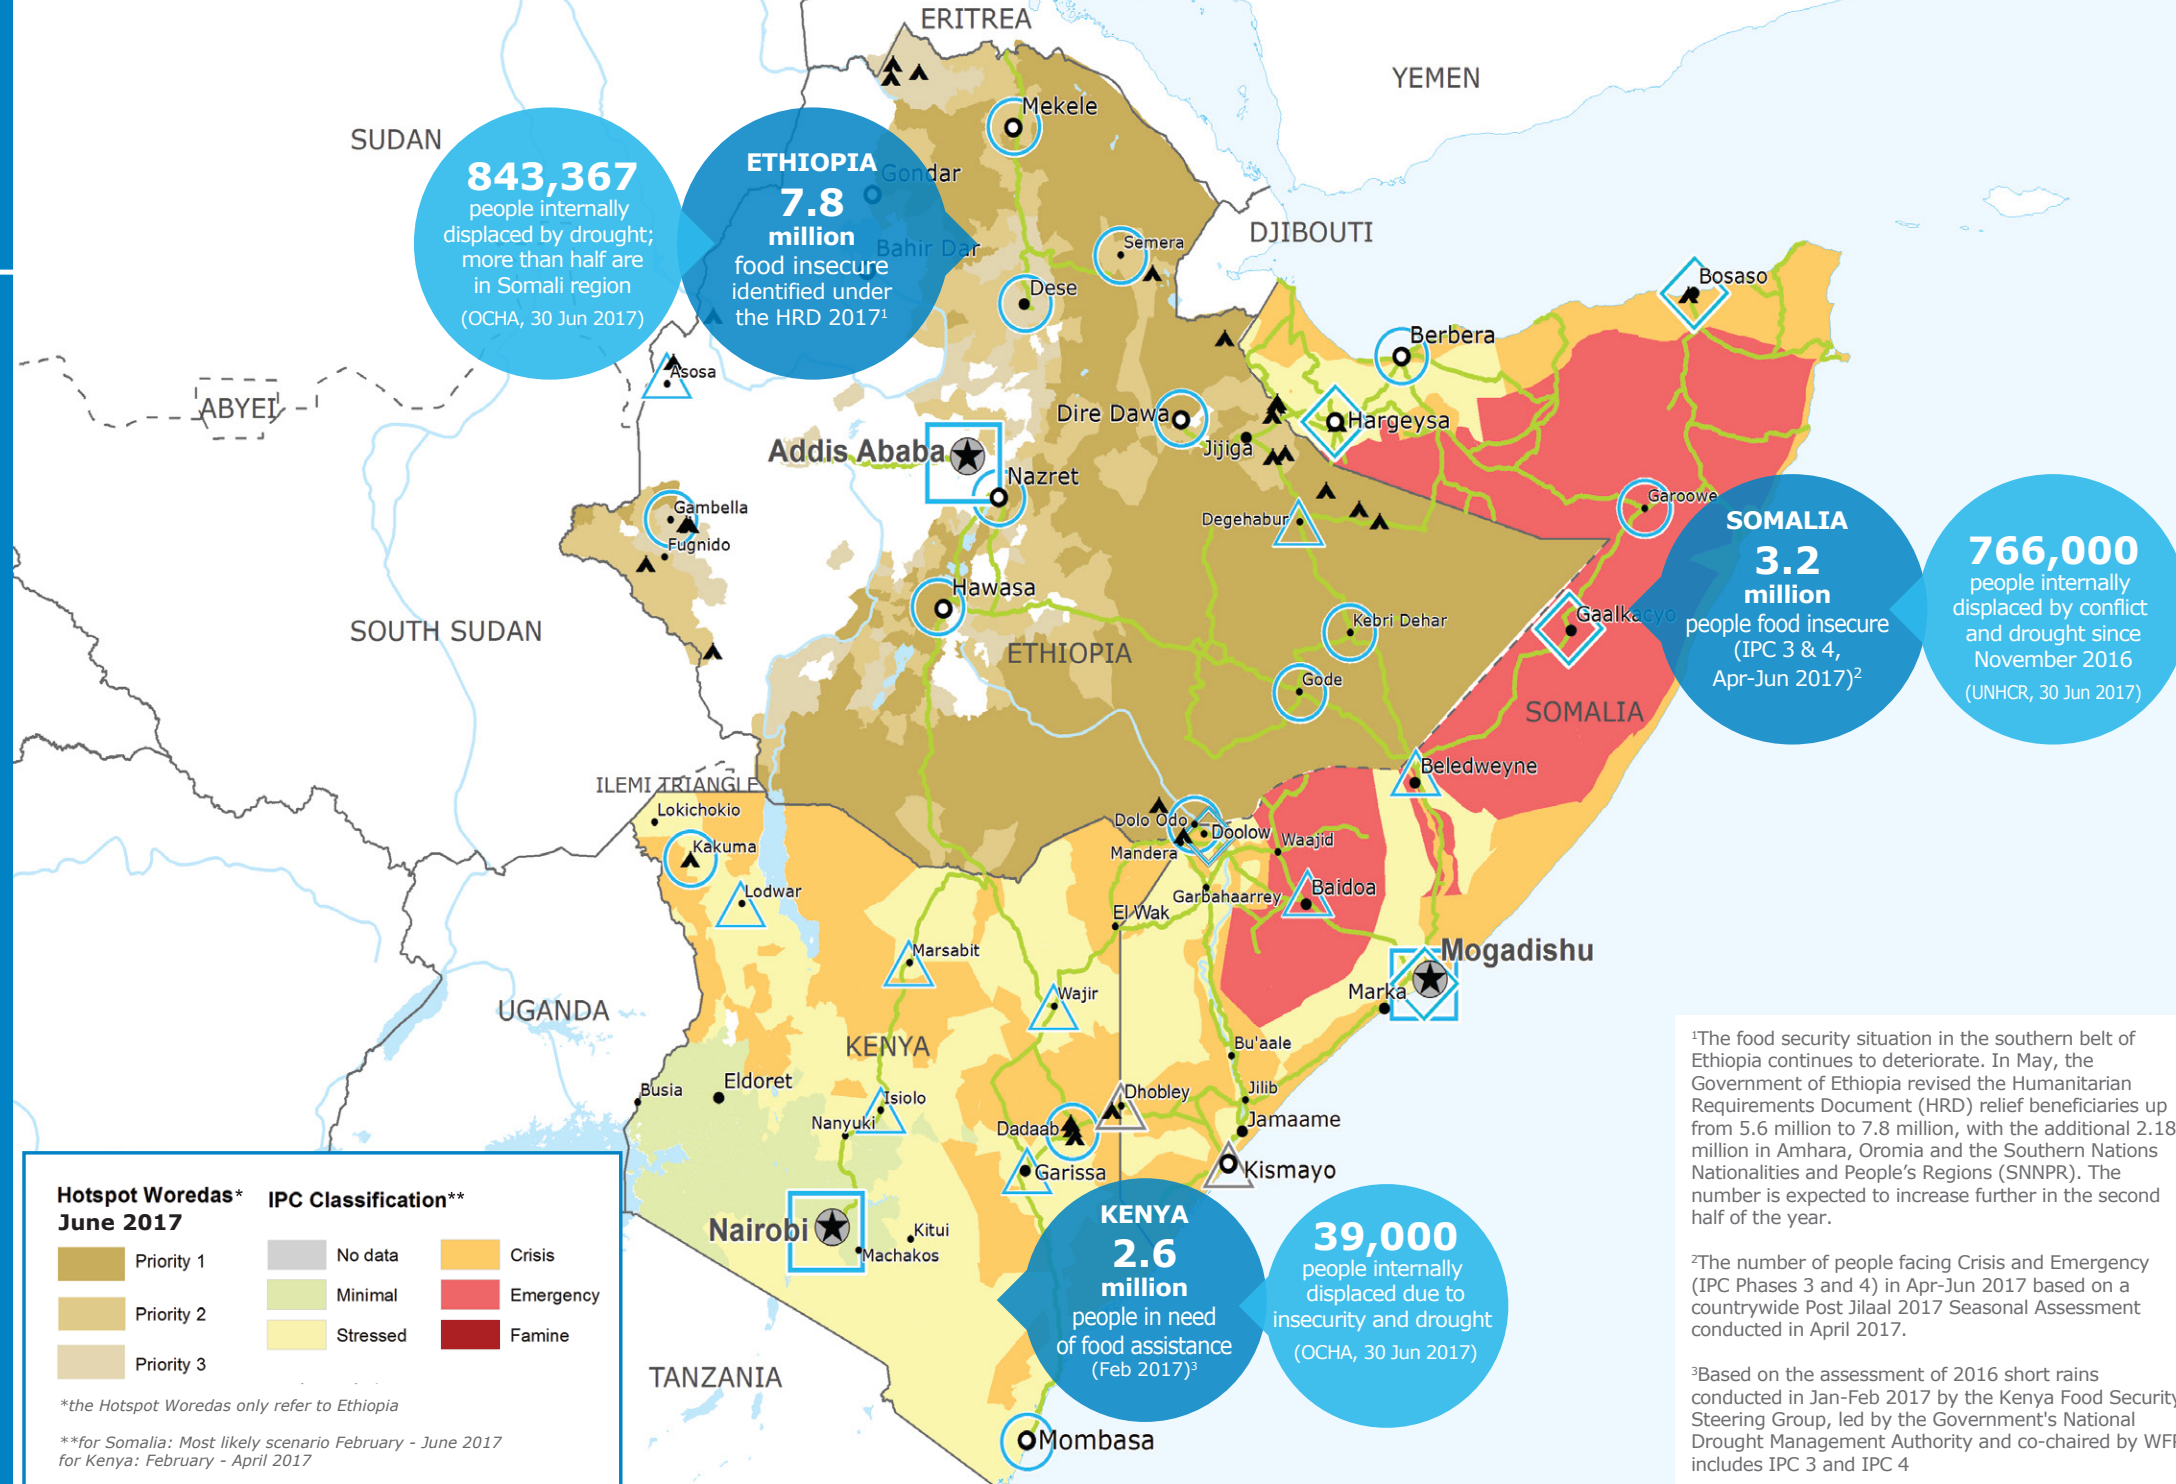 ERITREA
YEMEN
SUDAN
Mekele
843,367
people internally
displaced by drought;
more than half are
in Somali region
(OCHA, 30 Jun 2017)
ETHIOPIA
7.8
million
food insecure
identified under
the HRD 2017¹
Gondar
Bahir Dar
Semera
DJIBOUTI
Dese
Bosaso
Berbera
Asosa
ABYEI
Dire Dawa
Hargeysa
Jijiga
Addis Ababa
Nazret
Garoowe
Gambella
Fugnido
Degehabur
SOMALIA
3.2
million
people food insecure
(IPC 3 & 4,
Apr-Jun 2017)²
766,000
people internally
displaced by conflict
and drought since
November 2016
(UNHCR, 30 Jun 2017)
Hawasa
Gaalkacyo
Kebri Dehar
SOUTH SUDAN
ETHIOPIA
Gode
SOMALIA
Beledweyne
ILEMI TRIANGLE
Lokichokio
Dolo Odo
Doolow
Kakuma
Mandera
Waajid
Lodwar
Garbahaarrey
Baidoa
El Wak
Marsabit
Mogadishu
Marka
Wajir
UGANDA
KENYA
Bu'aale
Eldoret
Busia
Isiolo
Dhobley
Jilib
Nanyuki
Dadaab
Jamaame
Garissa
Kismayo
Nairobi
Kitui
Machakos
KENYA
2.6
million
people in need
of food assistance
(Feb 2017)³
39,000
people internally
displaced due to
insecurity and drought
(OCHA, 30 Jun 2017)
TANZANIA
Mombasa
Hotspot Woredas*
June 2017
Priority 1
Priority 2
Priority 3
IPC Classification**
No data
Minimal
Stressed
Crisis
Emergency
Famine
*the Hotspot Woredas only refer to Ethiopia
**for Somalia: Most likely scenario February - June 2017
for Kenya: February - April 2017
¹The food security situation in the southern belt of
Ethiopia continues to deteriorate. In May, the
Government of Ethiopia revised the Humanitarian
Requirements Document (HRD) relief beneficiaries up
from 5.6 million to 7.8 million, with the additional 2.18
million in Amhara, Oromia and the Southern Nations
Nationalities and People’s Regions (SNNPR). The
number is expected to increase further in the second
half of the year.
²The number of people facing Crisis and Emergency
(IPC Phases 3 and 4) in Apr-Jun 2017 based on a
countrywide Post Jilaal 2017 Seasonal Assessment
conducted in April 2017.
³Based on the assessment of 2016 short rains
conducted in Jan-Feb 2017 by the Kenya Food Security
Steering Group, led by the Government's National
Drought Management Authority and co-chaired by WFP
includes IPC 3 and IPC 4